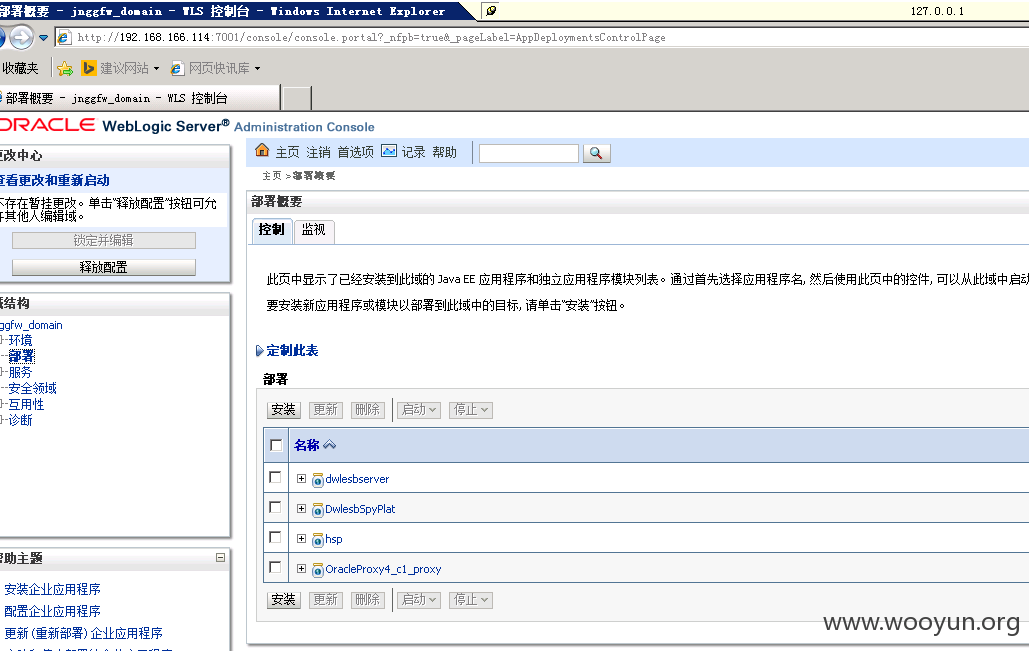 部署概要 - jnggfw_domain - WLS 控制台 - Windows Internet Explorer
127.0.0.1
http://192.168.166.114:7001/console/console.portal?_nfpb=true&_pageLabel=AppDeploymentsControlPage
收藏夹 建议网站 网页快讯库
部署概要 - jnggfw_domain - WLS 控制台
ORACLE WebLogic Server® Administration Console
更改中心
查看更改和重新启动
不存在暂挂更改。单击“释放配置”按钮可允
许其他人编辑域。
锁定并编辑
释放配置
域结构
jnggfw_domain
环境
部署
服务
安全领域
互用性
诊断
帮助主题
安装企业应用程序
配置企业应用程序
更新(重新部署)企业应用程序
主页 注销 首选项 记录 帮助
主页 >部署概要
部署概要
控制 监视
此页中显示了已经安装到此域的 Java EE 应用程序和独立应用程序模块列表。通过首先选择应用程序名, 然后使用此页中的控件, 可以从此域中启动
要安装新应用程序或模块以部署到此域中的目标, 请单击“安装”按钮。
定制此表
部署
安装 更新 删除 启动 停止
名称
dwlesbserver
DwlesbSpyPlat
hsp
OracleProxy4_c1_proxy
安装 更新 删除 启动 停止
www.wooyun.org